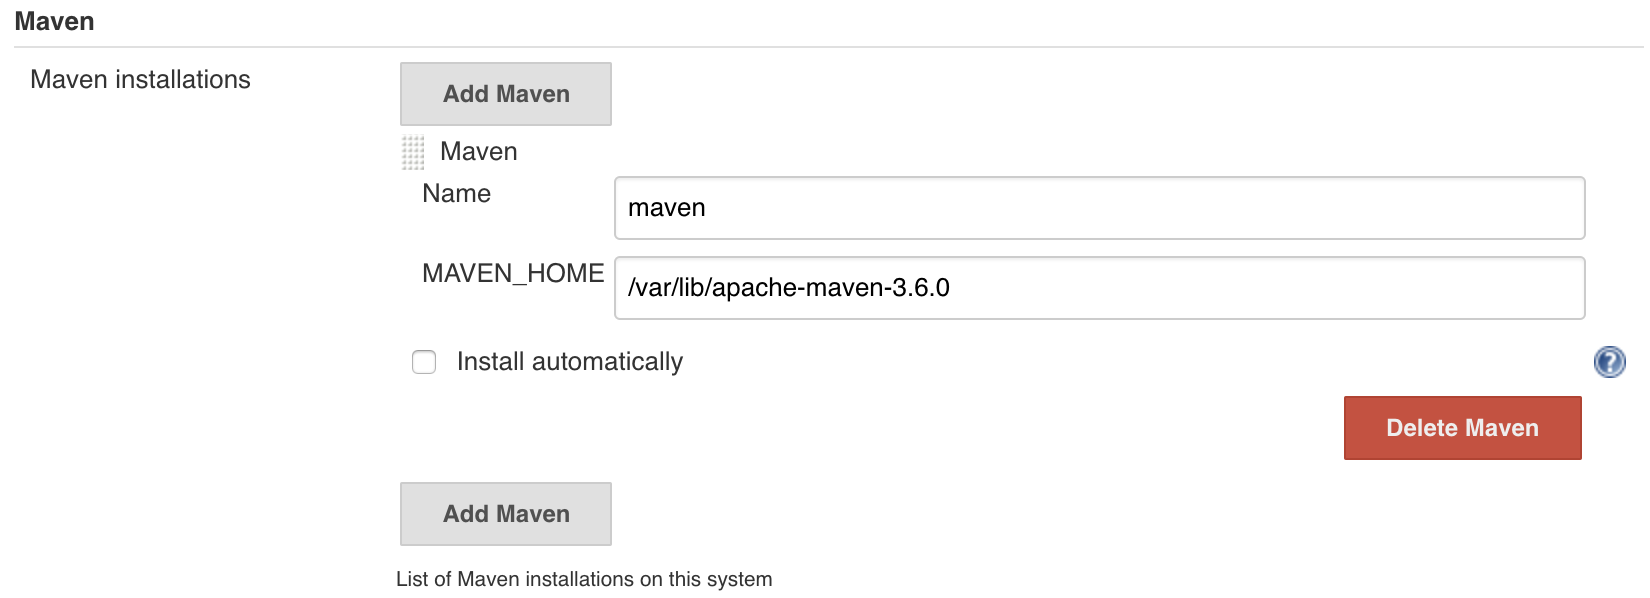 Maven
Maven installations
Add Maven
Maven
Name
maven
MAVEN_HOME
/var/lib/apache-maven-3.6.0
Install automatically
?
Delete Maven
Add Maven
List of Maven installations on this system